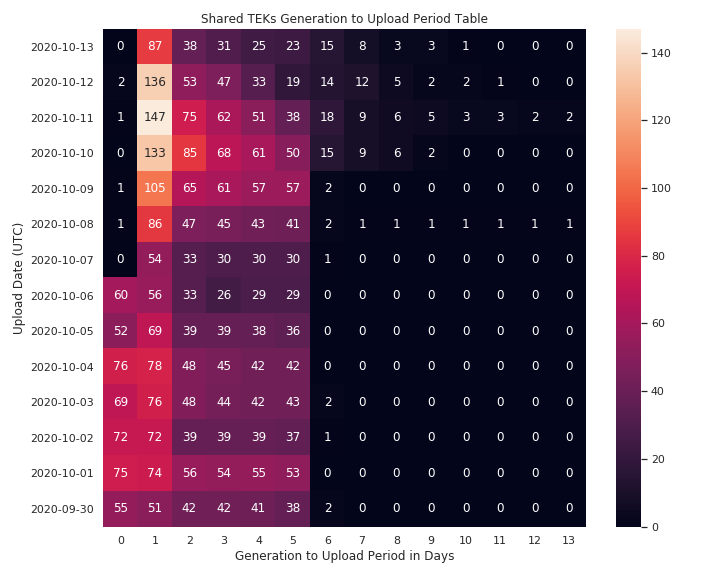 Shared TEKs Generation to Upload Period Table
Upload Date (UTC)
2020-10-13 0 87 38 31 25 23 15 8 3 3 1 0 0 0
2020-10-12 2 136 53 47 33 19 14 12 5 2 2 1 0 0
2020-10-11 1 147 75 62 51 38 18 9 6 5 3 3 2 2
2020-10-10 0 133 85 68 61 50 15 9 6 2 0 0 0 0
2020-10-09 1 105 65 61 57 57 2 0 0 0 0 0 0 0
2020-10-08 1 86 47 45 43 41 2 1 1 1 1 1 1 1
2020-10-07 0 54 33 30 30 30 1 0 0 0 0 0 0 0
2020-10-06 60 56 33 26 29 29 0 0 0 0 0 0 0 0
2020-10-05 52 69 39 39 38 36 0 0 0 0 0 0 0 0
2020-10-04 76 78 48 45 42 42 0 0 0 0 0 0 0 0
2020-10-03 69 76 48 44 42 43 2 0 0 0 0 0 0 0
2020-10-02 72 72 39 39 39 37 1 0 0 0 0 0 0 0
2020-10-01 75 74 56 54 55 53 0 0 0 0 0 0 0 0
2020-09-30 55 51 42 42 41 38 2 0 0 0 0 0 0 0
0 1 2 3 4 5 6 7 8 9 10 11 12 13
Generation to Upload Period in Days
140
120
100
80
60
40
20
0